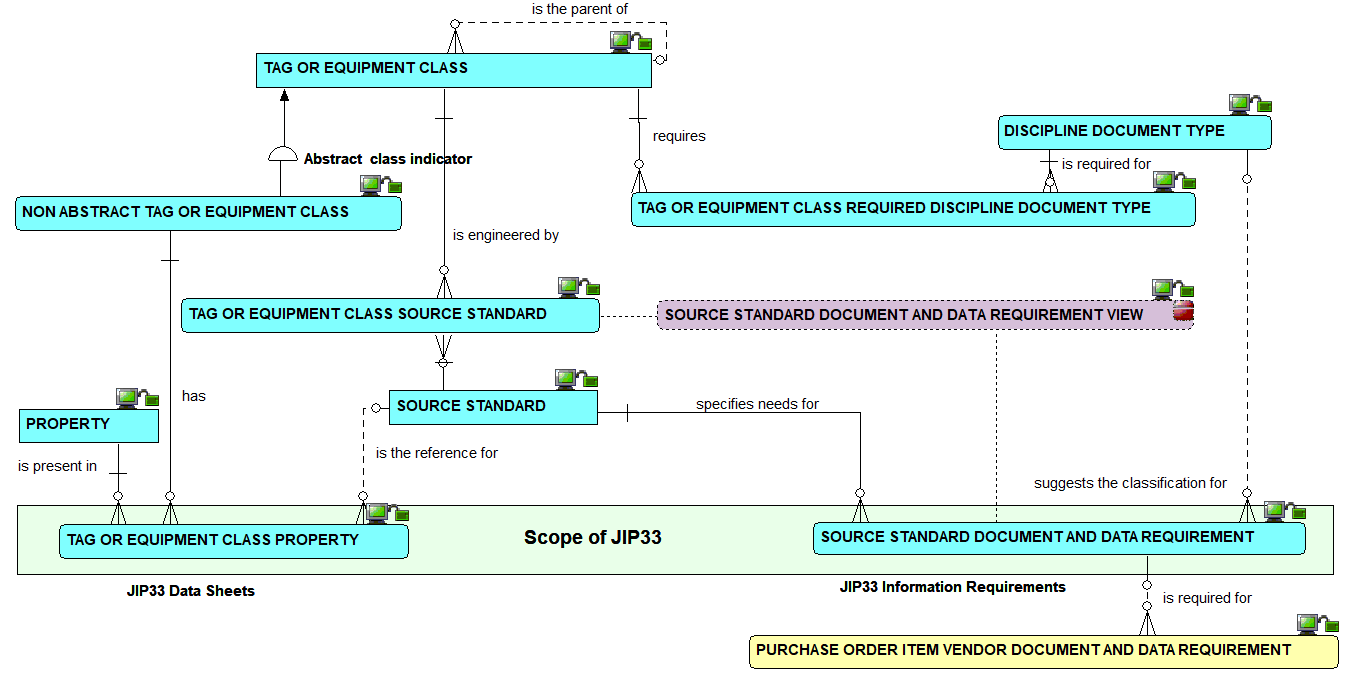 is the parent of
TAG OR EQUIPMENT CLASS
DISCIPLINE DOCUMENT TYPE
requires
Abstract class indicator
is required for
NON ABSTRACT TAG OR EQUIPMENT CLASS
TAG OR EQUIPMENT CLASS REQUIRED DISCIPLINE DOCUMENT TYPE
is engineered by
TAG OR EQUIPMENT CLASS SOURCE STANDARD
SOURCE STANDARD DOCUMENT AND DATA REQUIREMENT VIEW
has
SOURCE STANDARD
specifies needs for
PROPERTY
is the reference for
is present in
suggests the classification for
TAG OR EQUIPMENT CLASS PROPERTY
Scope of JIP33
SOURCE STANDARD DOCUMENT AND DATA REQUIREMENT
JIP33 Data Sheets
JIP33 Information Requirements
is required for
PURCHASE ORDER ITEM VENDOR DOCUMENT AND DATA REQUIREMENT